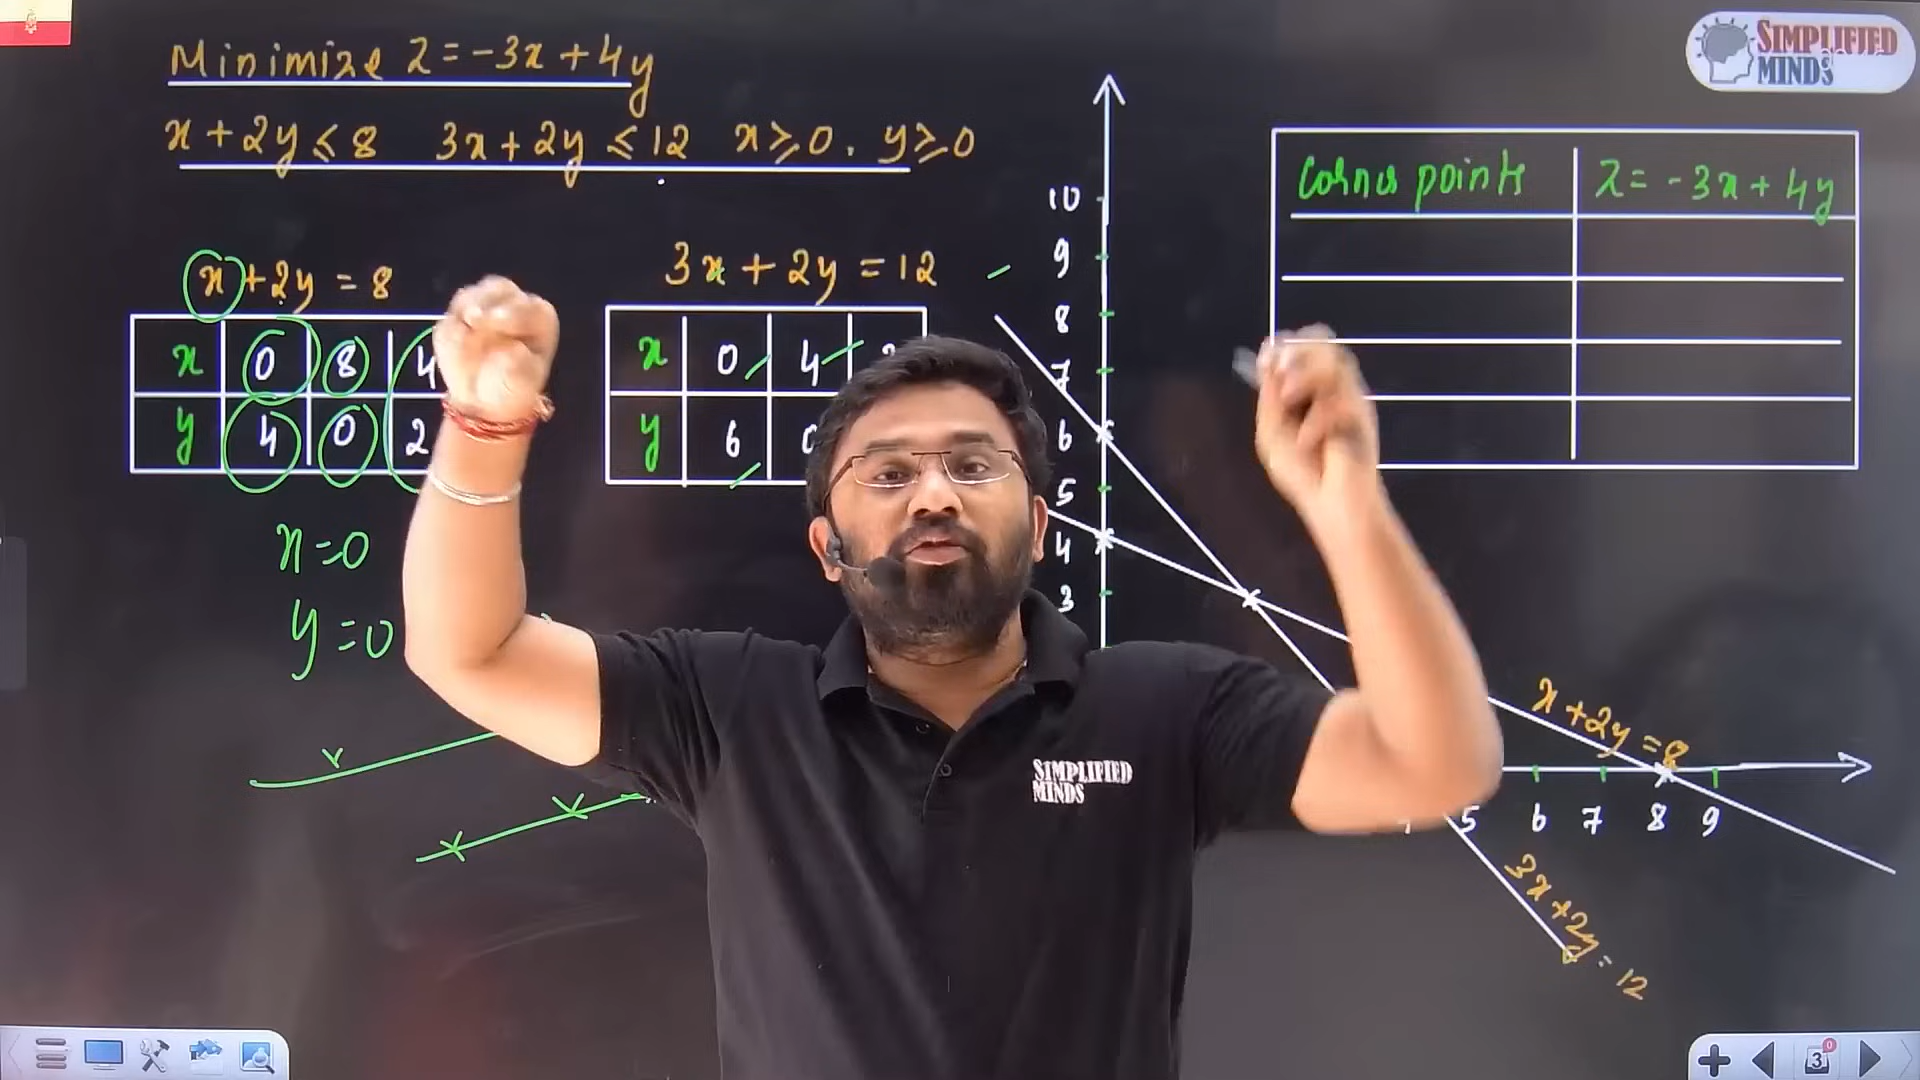 Minimize Z = -3x + 4y
x + 2y ≤ 8 3x + 2y ≤ 12 x ≥ 0, y ≥ 0
SIMPLIFIED
MINDS
x + 2y = 8
x 0 8 4
y 4 0 2
x = 0
y = 0
3x + 2y = 12
x 0 4
y 6
10
9
8
7
6
5
4
3
5 6 7 8 9
x + 2y = 8
3x + 2y = 12
Corner points Z = -3x + 4y
SIMPLIFIED
MINDS
3
0